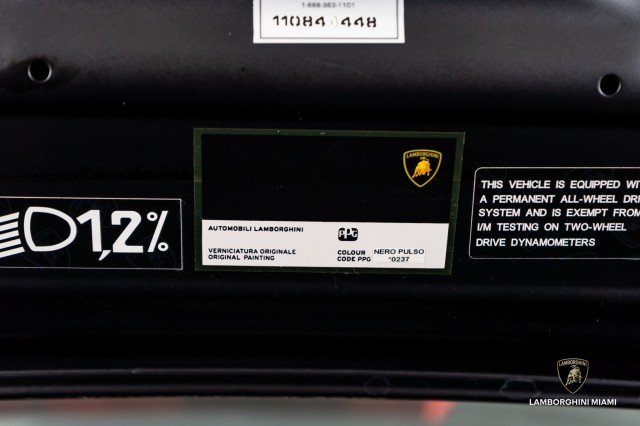 1-888-383-1101
11084 448
LAMBORGHINI
AUTOMOBILI LAMBORGHINI
PPG
VERNICIATURA ORIGINALE
ORIGINAL PAINTING
COLOUR NERO PULSO
CODE PPG *0237
1,2%
THIS VEHICLE IS EQUIPPED WIT
A PERMANENT ALL-WHEEL DRI
SYSTEM AND IS EXEMPT FROM
I/M TESTING ON TWO-WHEEL
DRIVE DYNAMOMETERS
LAMBORGHINI
LAMBORGHINI MIAMI